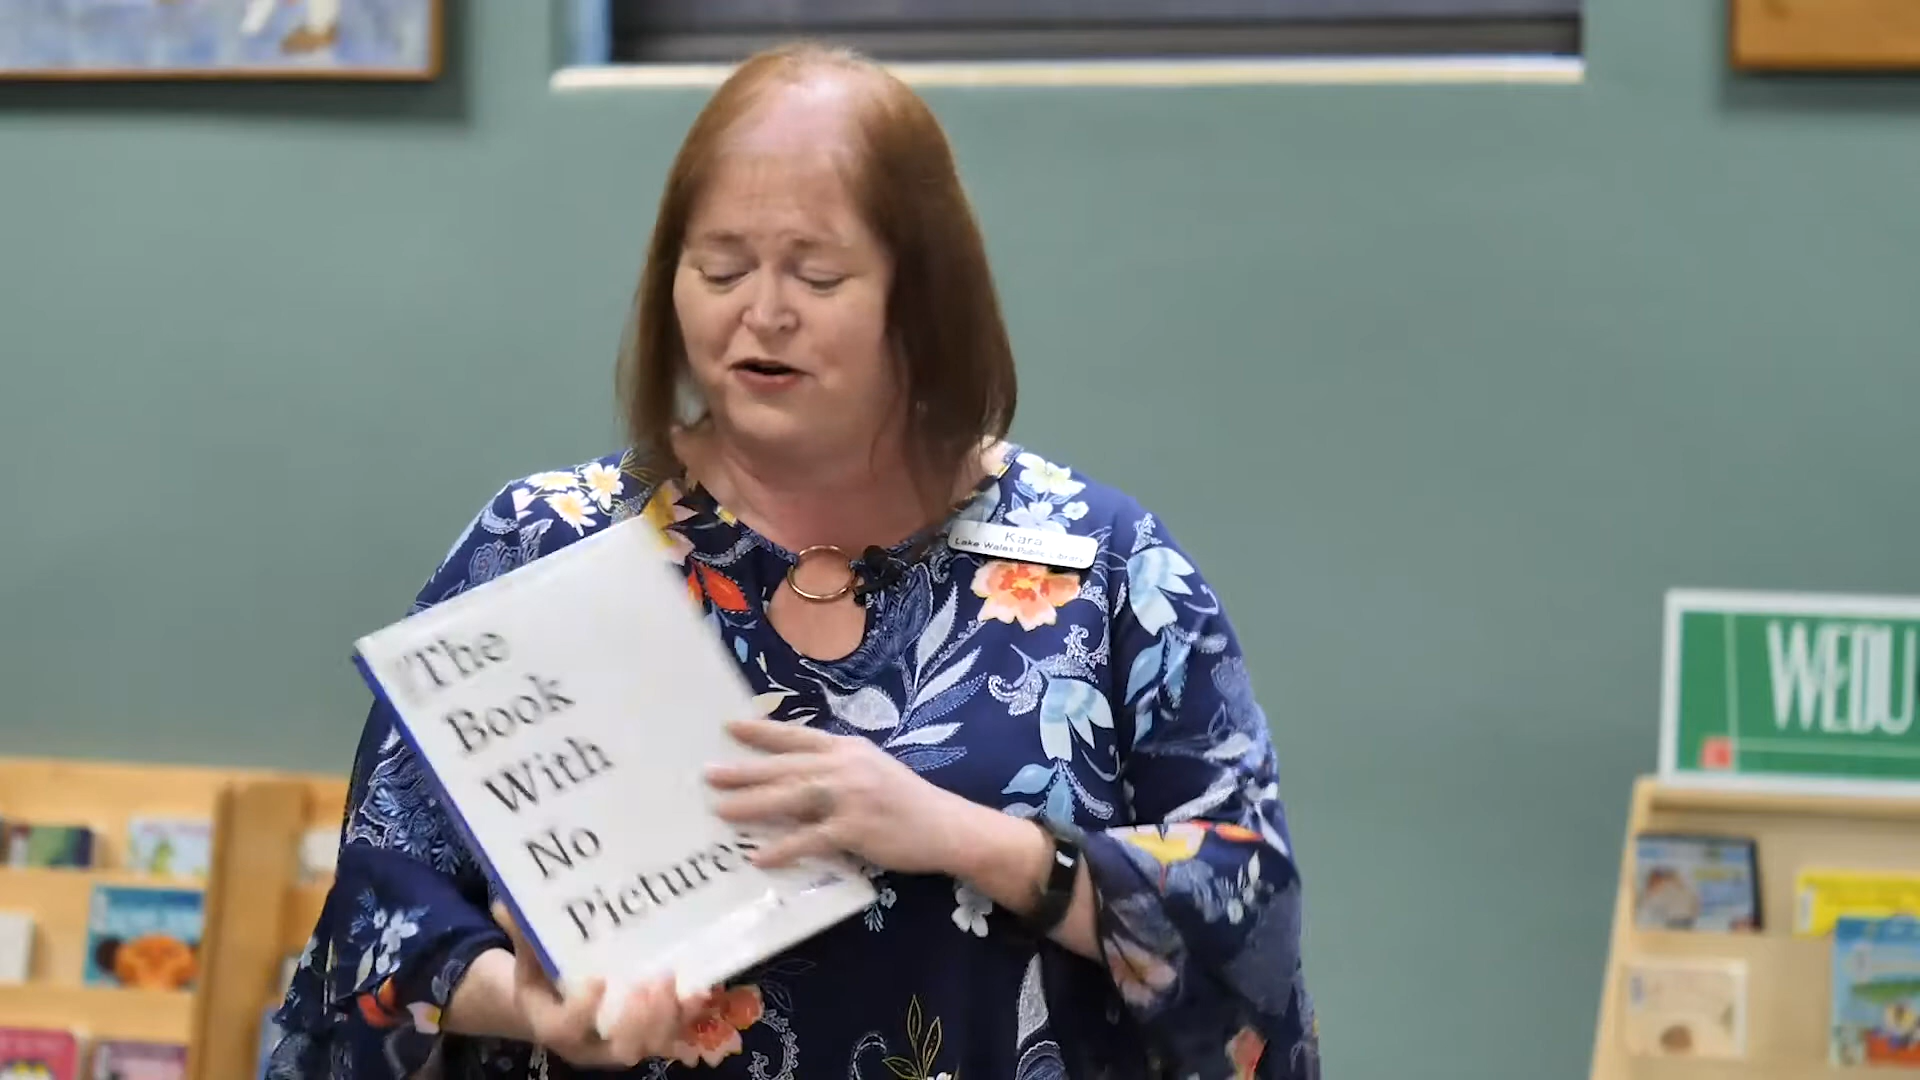 Kara
Lake Wales Public Library
The
Book
With
No
Pictures
WEDU